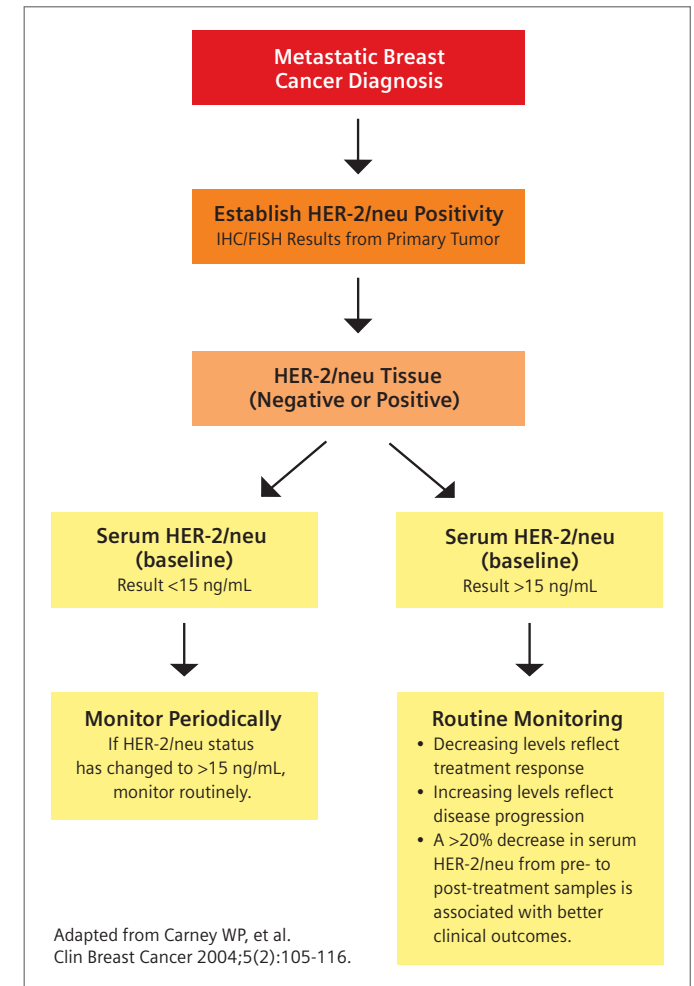 Metastatic Breast
Cancer Diagnosis
Establish HER-2/neu Positivity
IHC/FISH Results from Primary Tumor
HER-2/neu Tissue
(Negative or Positive)
Serum HER-2/neu
(baseline)
Result <15 ng/mL
Serum HER-2/neu
(baseline)
Result >15 ng/mL
Monitor Periodically
If HER-2/neu status
has changed to >15 ng/mL,
monitor routinely.
Routine Monitoring
• Decreasing levels reflect
treatment response
• Increasing levels reflect
disease progression
• A >20% decrease in serum
HER-2/neu from pre- to
post-treatment samples is
associated with better
clinical outcomes.
Adapted from Carney WP, et al.
Clin Breast Cancer 2004;5(2):105-116.